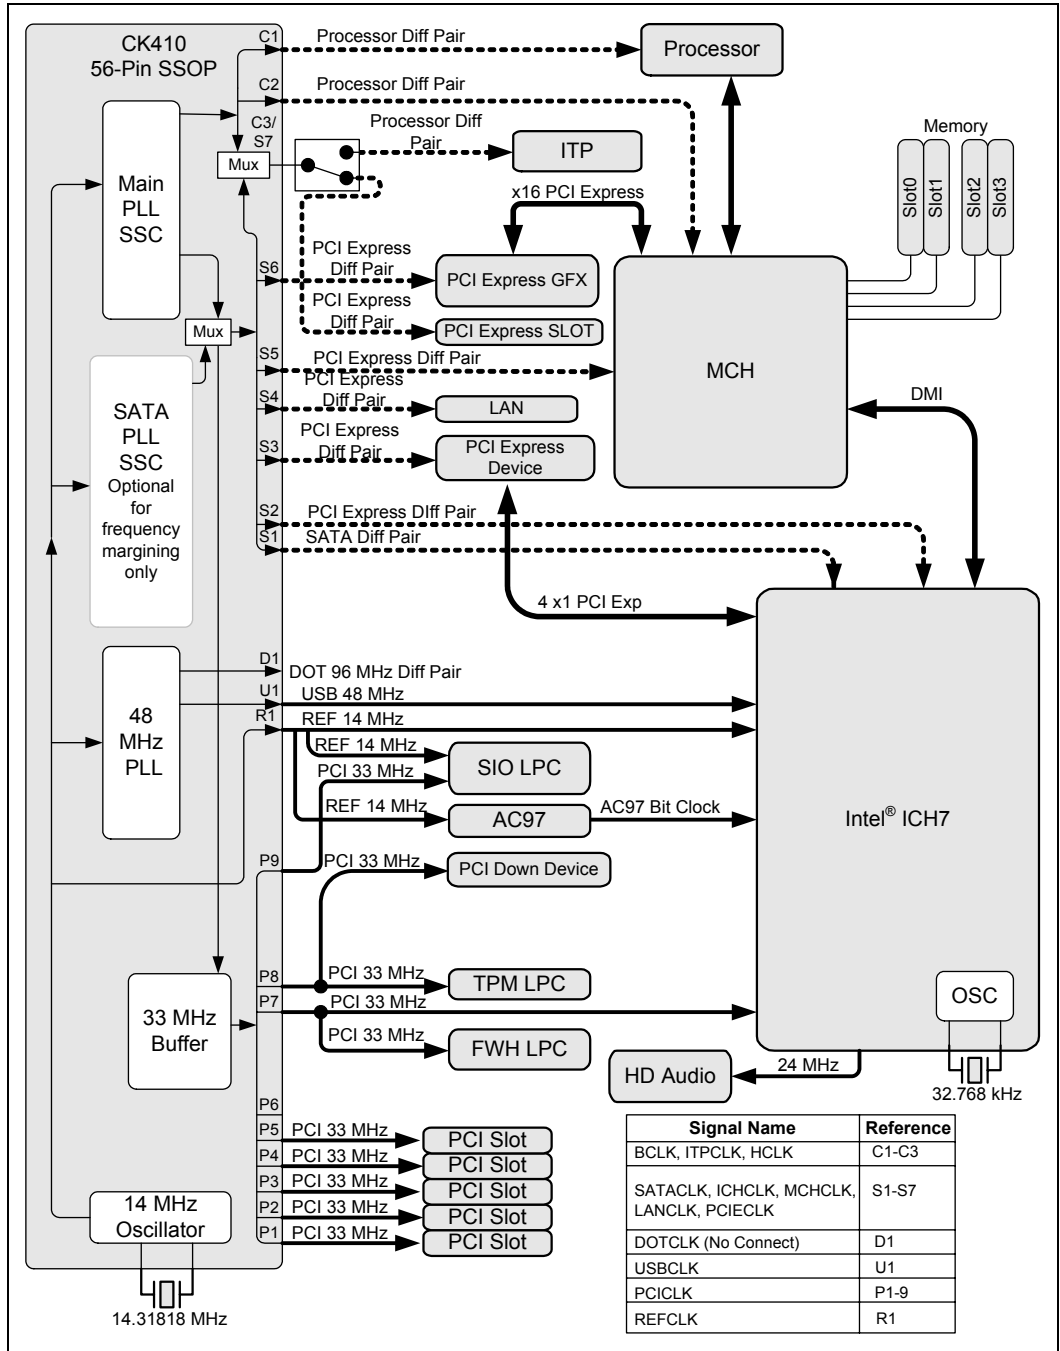 CK410
56-Pin SSOP
C1
Processor Diff Pair
Processor
C2
Processor Diff Pair
C3/
S7
Mux
Processor Diff
Pair
ITP
Memory
Slot0
Slot1
Slot2
Slot3
Main
PLL
SSC
x16 PCI Express
S6
PCI Express
Diff Pair
PCI Express GFX
PCI Express
Diff Pair
PCI Express SLOT
Mux
MCH
S5
PCI Express Diff Pair
S4
PCI Express
Diff Pair
LAN
DMI
SATA
PLL
SSC
Optional
for
frequency
margining
only
S3
PCI Express
Diff Pair
PCI Express
Device
S2
PCI Express DIff Pair
S1
SATA Diff Pair
4 x1 PCI Exp
D1
DOT 96 MHz Diff Pair
U1
USB 48 MHz
R1
REF 14 MHz
48
MHz
PLL
REF 14 MHz
PCI 33 MHz
SIO LPC
REF 14 MHz
AC97
AC97 Bit Clock
Intel® ICH7
P9
PCI 33 MHz
PCI Down Device
P8
PCI 33 MHz
TPM LPC
P7
PCI 33 MHz
33 MHz
Buffer
PCI 33 MHz
FWH LPC
OSC
HD Audio
24 MHz
32.768 kHz
P6
P5
PCI 33 MHz
PCI Slot
P4
PCI 33 MHz
PCI Slot
P3
PCI 33 MHz
PCI Slot
P2
PCI 33 MHz
PCI Slot
P1
PCI 33 MHz
PCI Slot
14 MHz
Oscillator
14.31818 MHz
Signal Name Reference
BCLK, ITPCLK, HCLK C1-C3
SATACLK, ICHCLK, MCHCLK, S1-S7
LANCLK, PCIECLK
DOTCLK (No Connect) D1
USBCLK U1
PCICLK P1-9
REFCLK R1